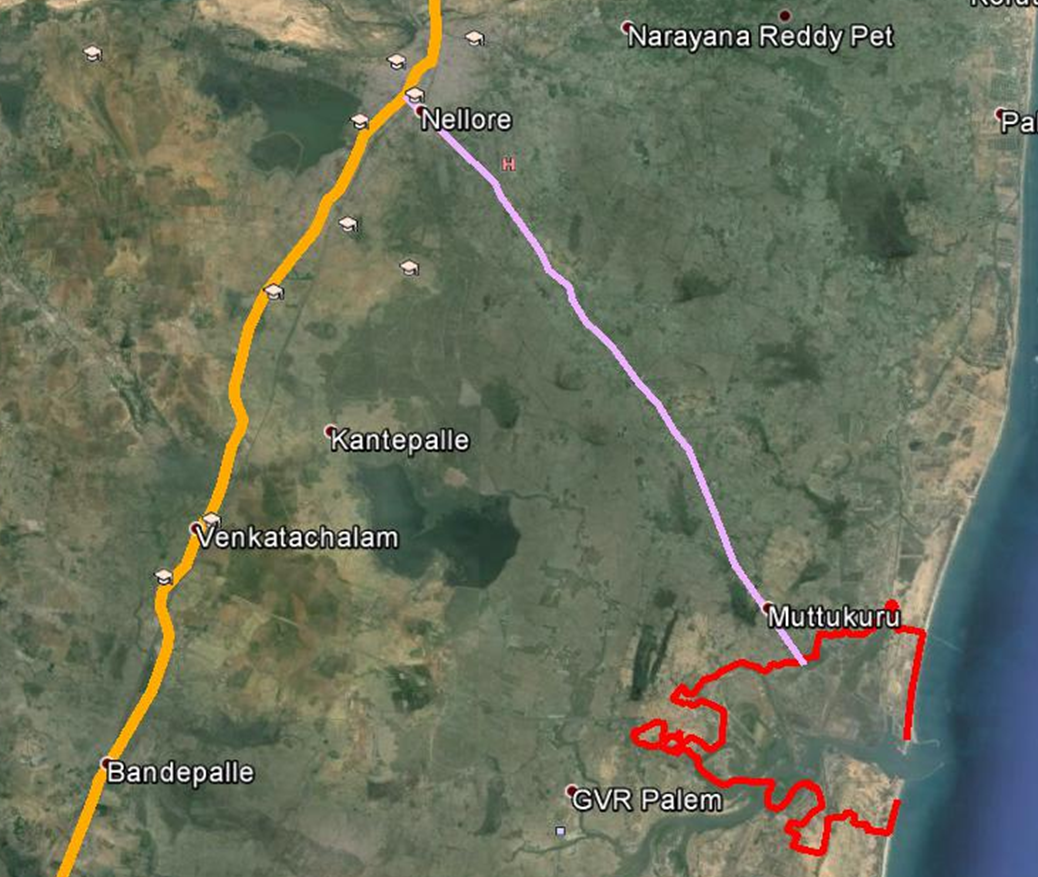 Narayana Reddy Pet
Nellore
H
Kantepalle
Venkatachalam
Muttukuru
Bandepalle
GVR Palem